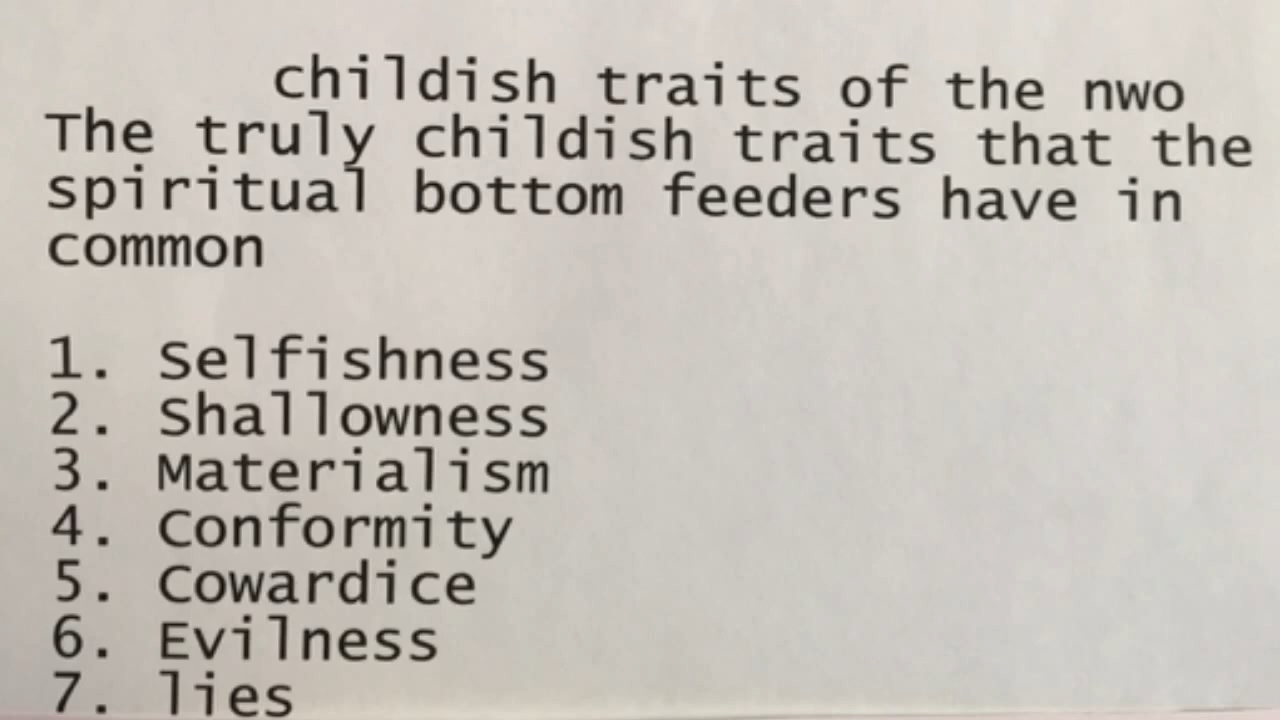 childish traits of the nwo
The truly childish traits that the
spiritual bottom feeders have in
common
1. Selfishness
2. Shallowness
3. Materialism
4. Conformity
5. Cowardice
6. Evilness
7. lies